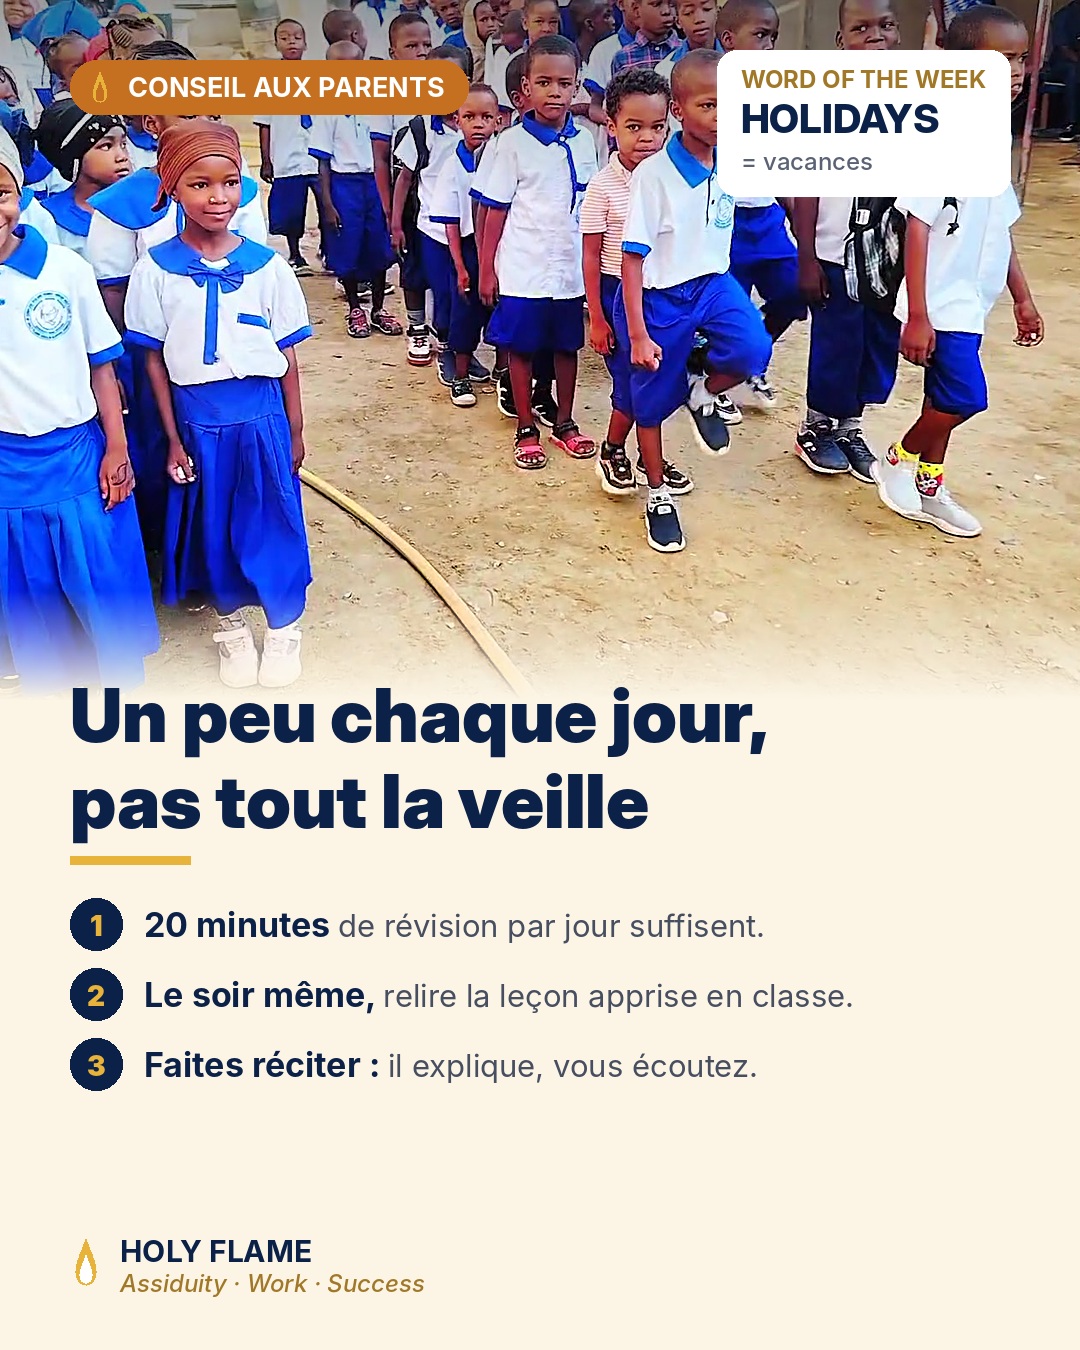 CONSEIL AUX PARENTS
WORD OF THE WEEK
HOLIDAYS
= vacances
Un peu chaque jour,
pas tout la veille
1 20 minutes de révision par jour suffisent.
2 Le soir même, relire la leçon apprise en classe.
3 Faites réciter : il explique, vous écoutez.
HOLY FLAME
Assiduity · Work · Success